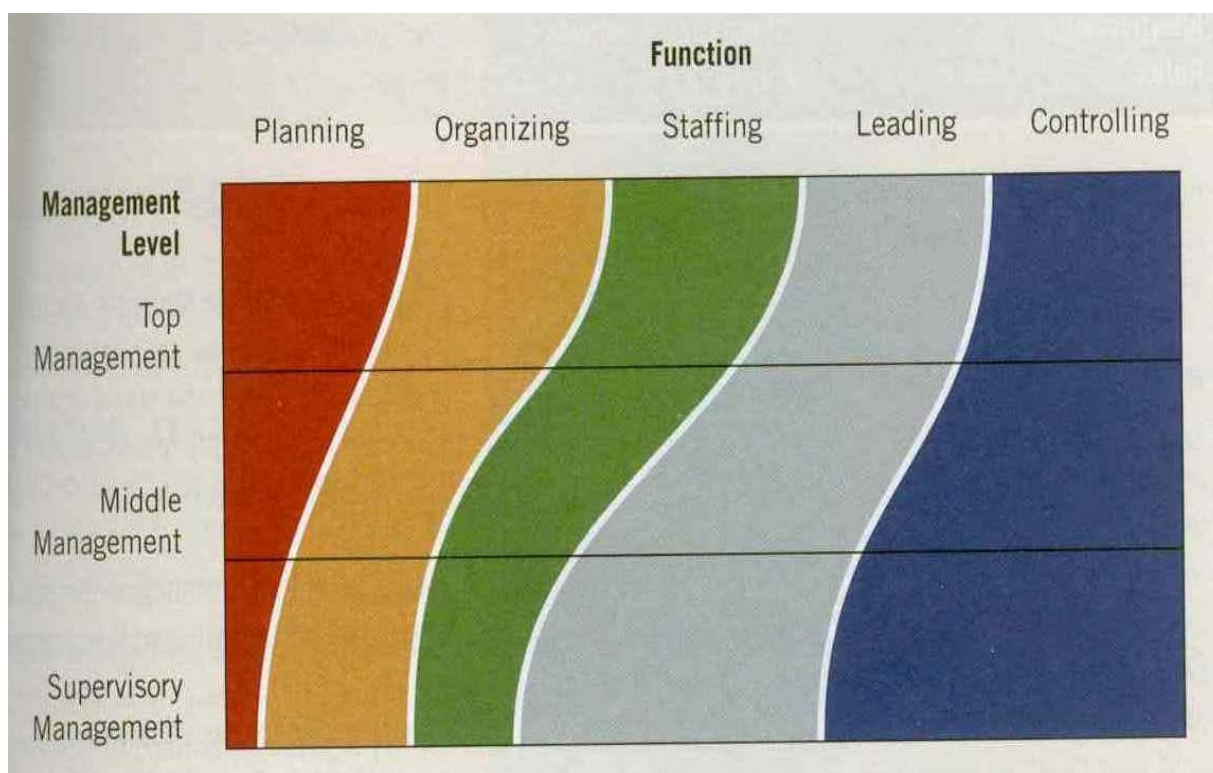 Function
Planning Organizing Staffing Leading Controlling
Management
Level
Top
Management
Middle
Management
Supervisory
Management